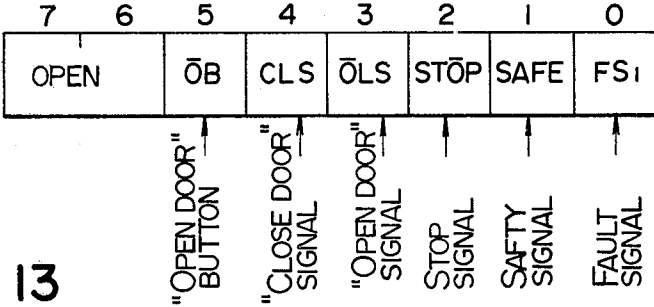 7 6 5 4 3 2 1 0
OPEN ŌB CLS ŌLS STŌP SAFE FS1
"OPEN DOOR"
BUTTON
"CLOSE DOOR"
SIGNAL
"OPEN DOOR"
SIGNAL
STOP
SIGNAL
SAFTY
SIGNAL
FAULT
SIGNAL
13